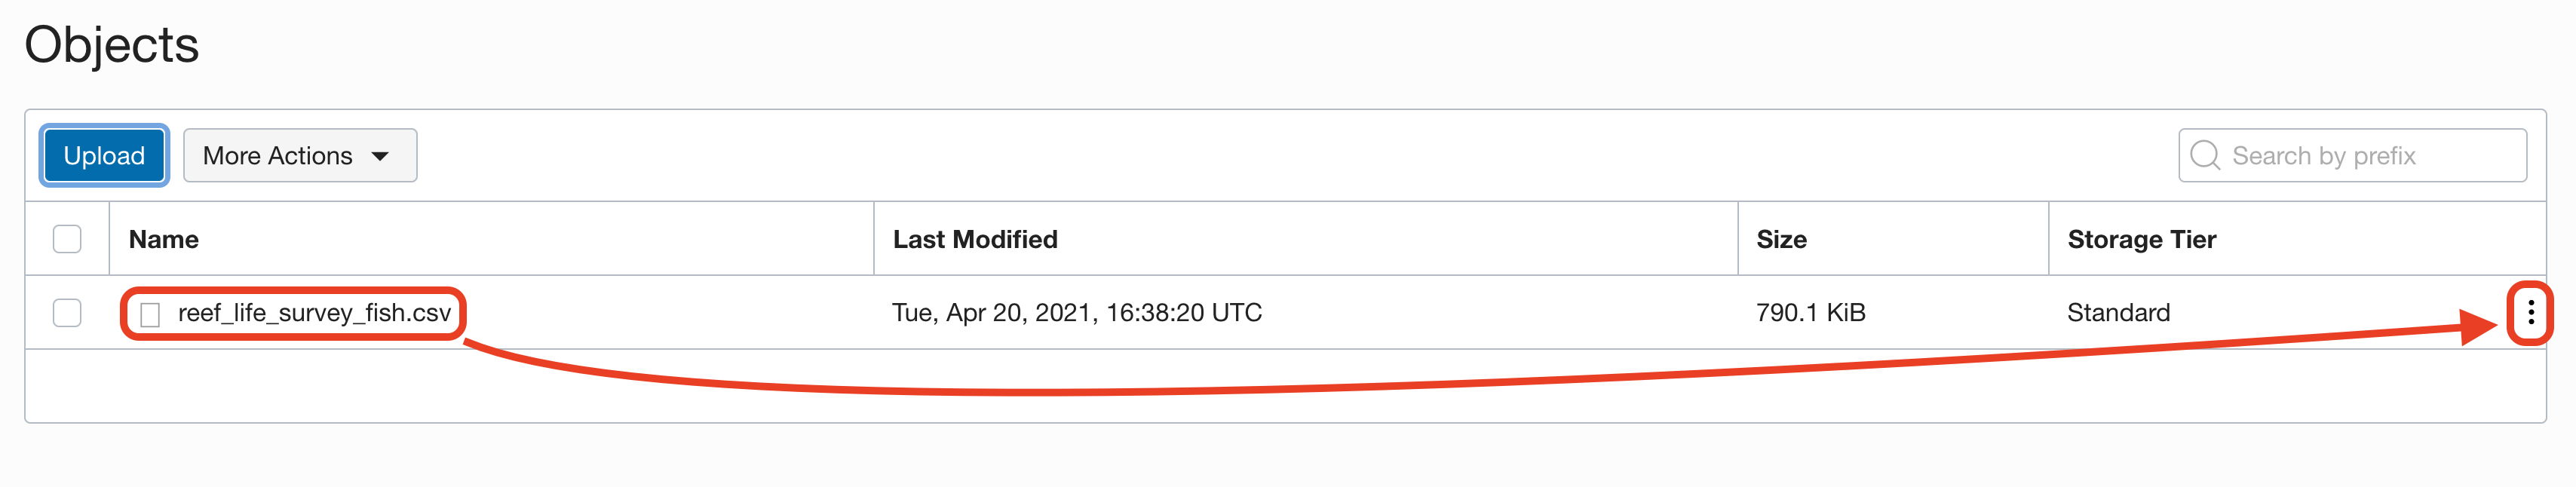 Objects
Upload More Actions Search by prefix
Name Last Modified Size Storage Tier
reef_life_survey_fish.csv Tue, Apr 20, 2021, 16:38:20 UTC 790.1 KiB Standard